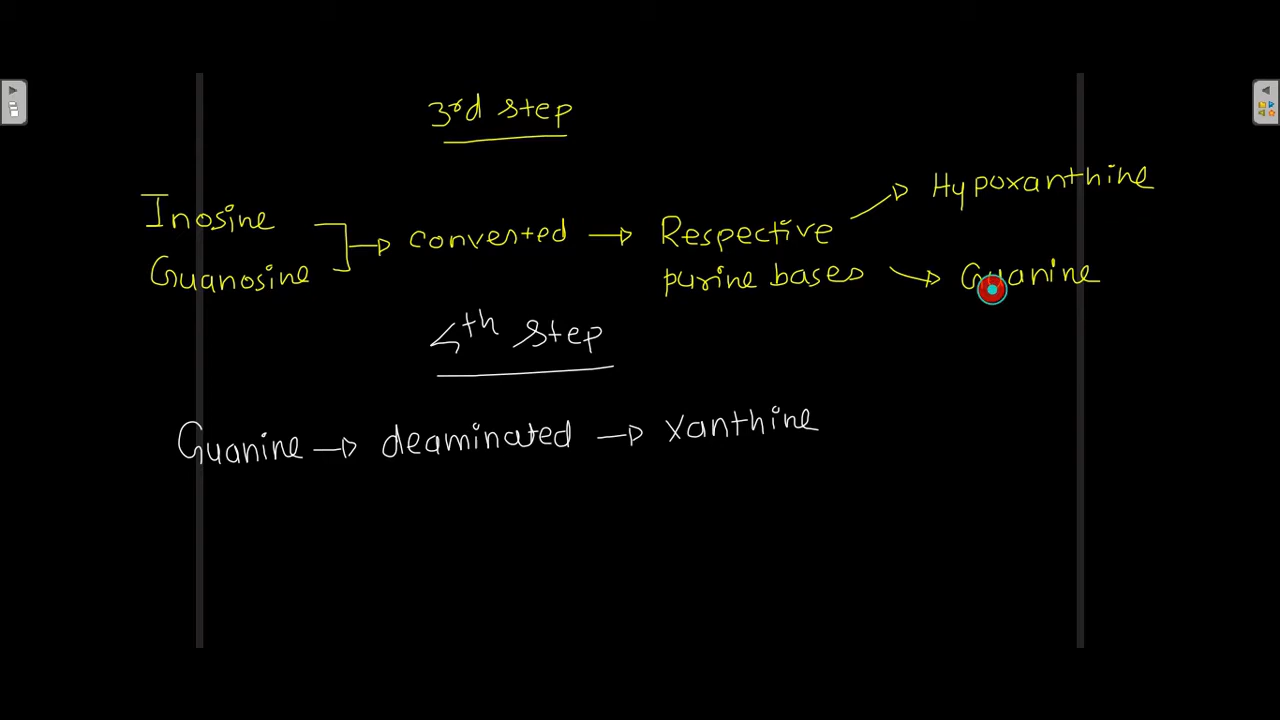 3rd step
Inosine
Guanosine
converted
Respective
purine bases
Hypoxanthine
Guanine
4th step
Guanine → deaminated → xanthine